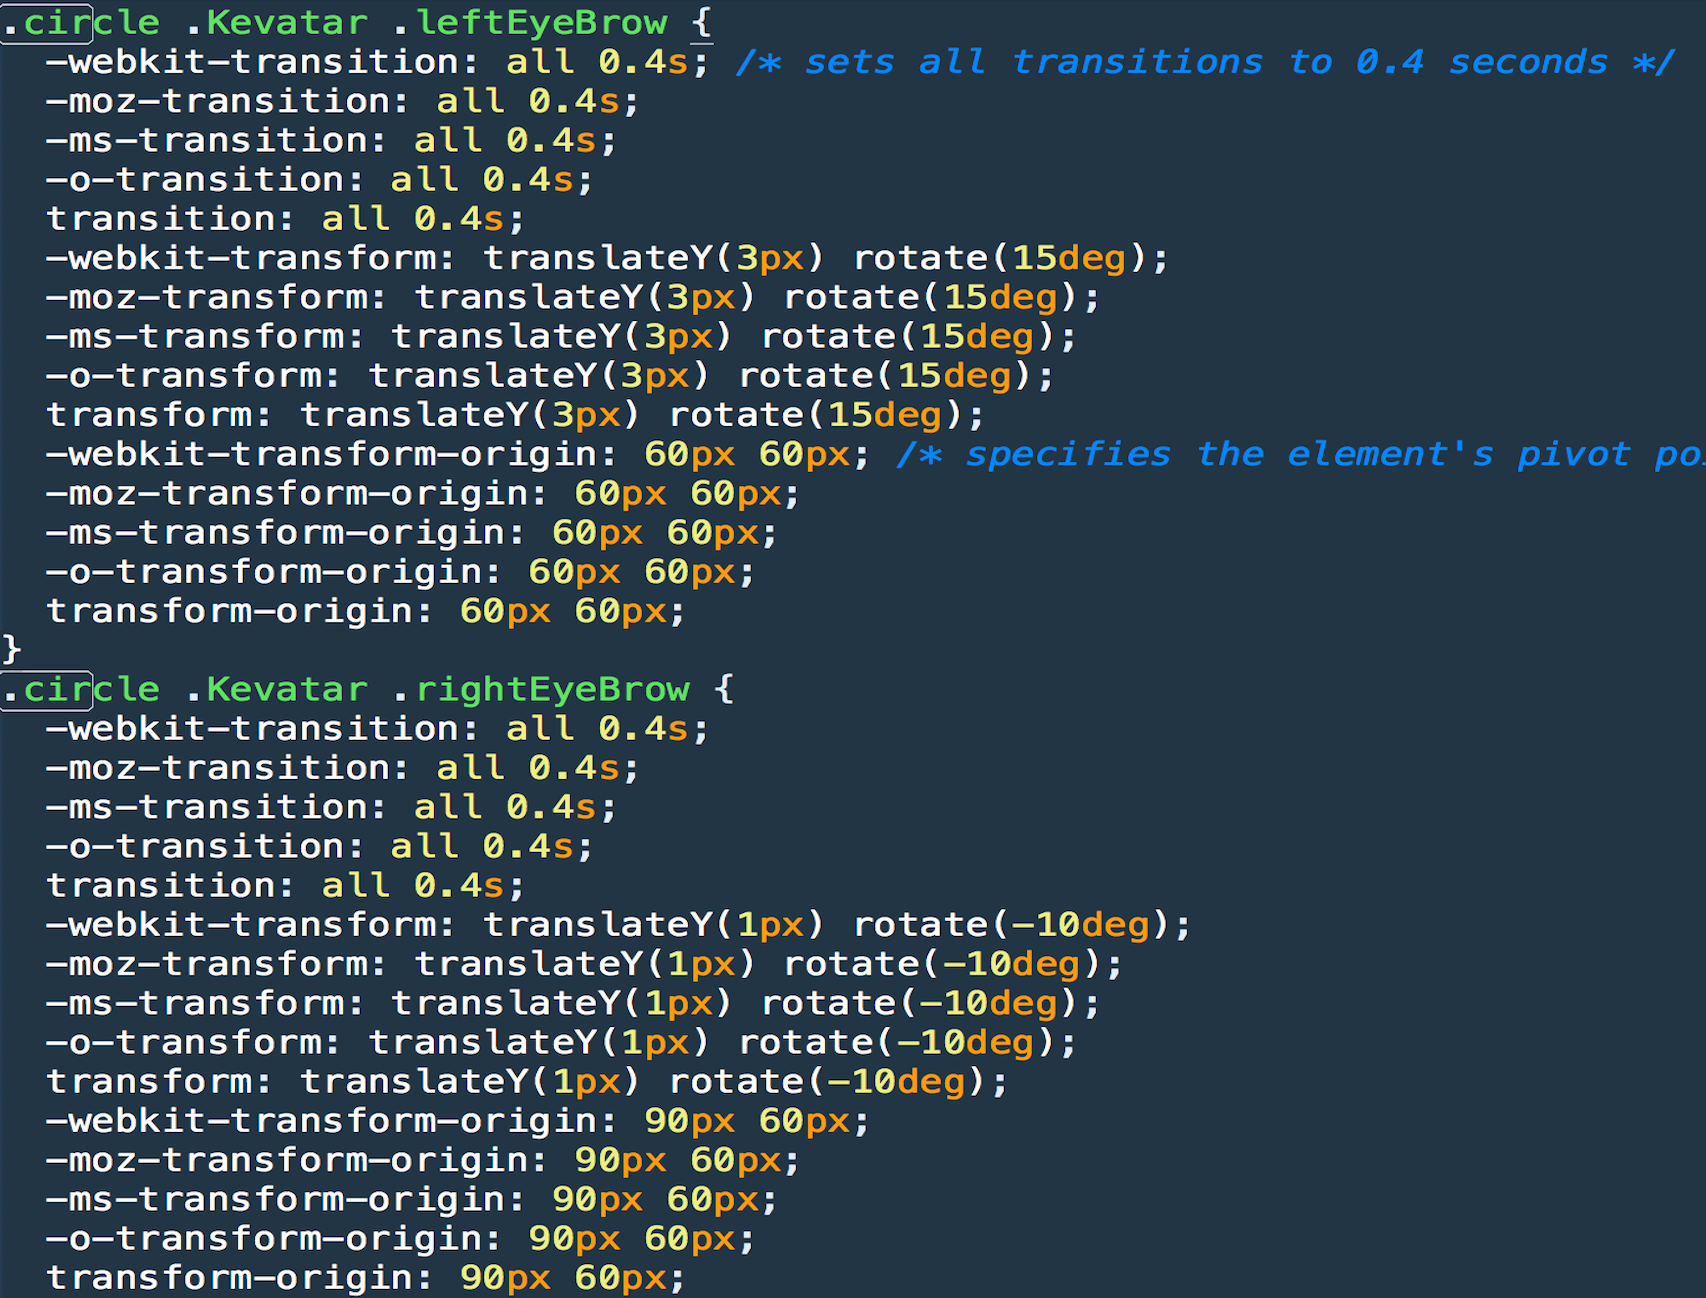 .circle .Kevatar .leftEyeBrow {
  -webkit-transition: all 0.4s; /* sets all transitions to 0.4 seconds */
  -moz-transition: all 0.4s;
  -ms-transition: all 0.4s;
  -o-transition: all 0.4s;
  transition: all 0.4s;
  -webkit-transform: translateY(3px) rotate(15deg);
  -moz-transform: translateY(3px) rotate(15deg);
  -ms-transform: translateY(3px) rotate(15deg);
  -o-transform: translateY(3px) rotate(15deg);
  transform: translateY(3px) rotate(15deg);
  -webkit-transform-origin: 60px 60px; /* specifies the element's pivot
  -moz-transform-origin: 60px 60px;
  -ms-transform-origin: 60px 60px;
  -o-transform-origin: 60px 60px;
  transform-origin: 60px 60px;
}
.circle .Kevatar .rightEyeBrow {
  -webkit-transition: all 0.4s;
  -moz-transition: all 0.4s;
  -ms-transition: all 0.4s;
  -o-transition: all 0.4s;
  transition: all 0.4s;
  -webkit-transform: translateY(1px) rotate(-10deg);
  -moz-transform: translateY(1px) rotate(-10deg);
  -ms-transform: translateY(1px) rotate(-10deg);
  -o-transform: translateY(1px) rotate(-10deg);
  transform: translateY(1px) rotate(-10deg);
  -webkit-transform-origin: 90px 60px;
  -moz-transform-origin: 90px 60px;
  -ms-transform-origin: 90px 60px;
  -o-transform-origin: 90px 60px;
  transform-origin: 90px 60px;